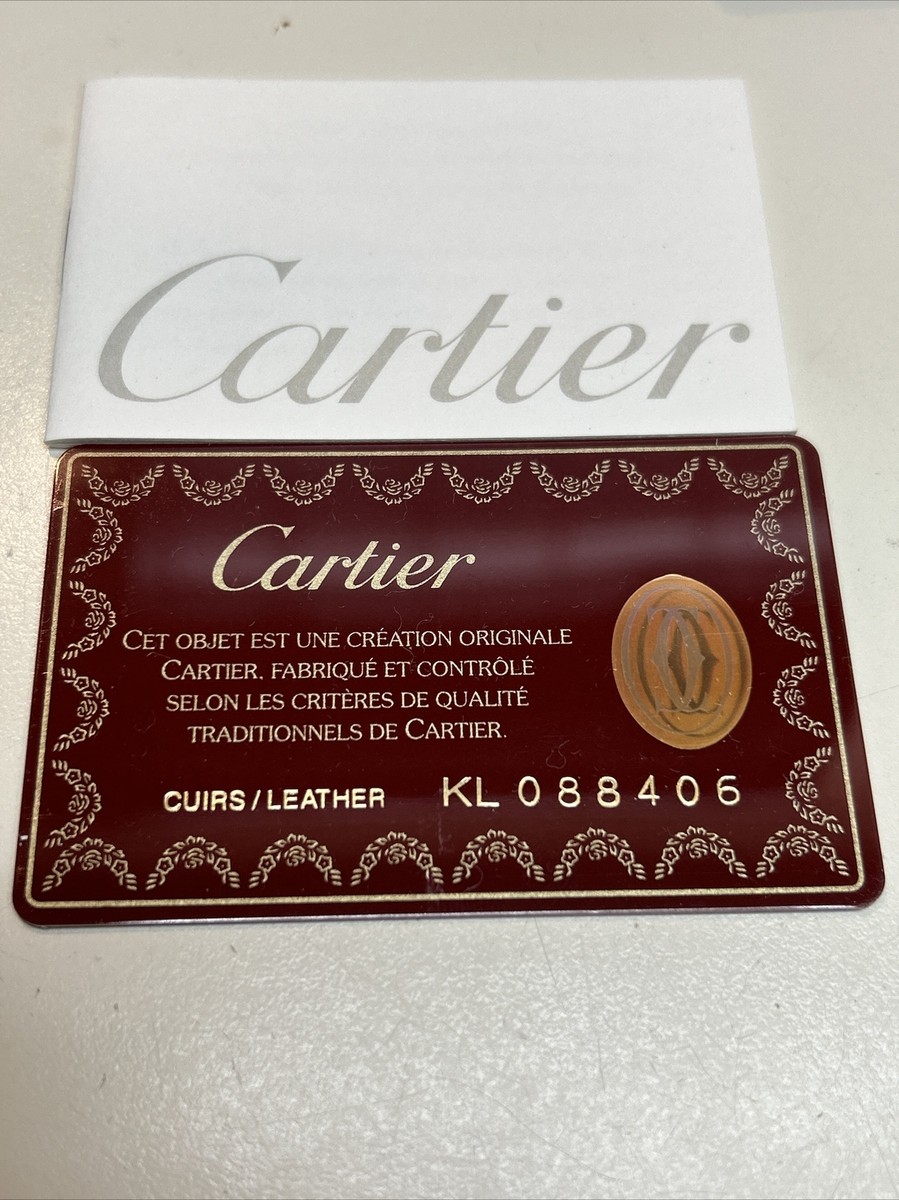 Cartier
Cartier
CET OBJET EST UNE CRÉATION ORIGINALE
CARTIER, FABRIQUÉ ET CONTRÔLÉ
SELON LES CRITÈRES DE QUALITÉ
TRADITIONNELS DE CARTIER.
CUIRS/LEATHER KL 088406